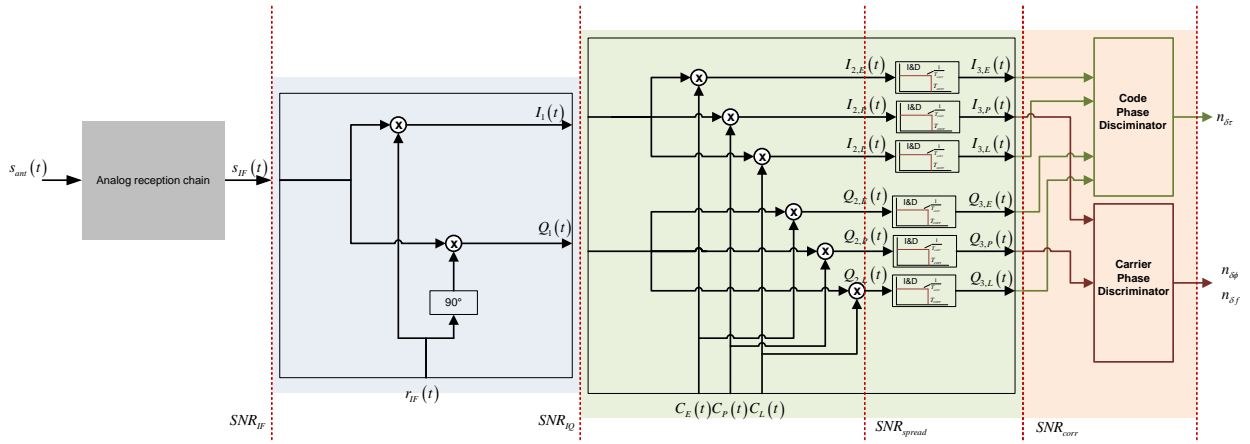 s_ant(t)
Analog reception chain
s_IF(t)
I_1(t)
Q_1(t)
X
X
90°
r_IF(t)
SNR_IF
SNR_IQ
X
X
X
X
X
X
C_E(t) C_P(t) C_L(t)
I_2,E(t)
I_2,P(t)
I_2,L(t)
Q_2,E(t)
Q_2,P(t)
Q_2,L(t)
I&D
I&D
I&D
I&D
I&D
I&D
I_3,E(t)
I_3,P(t)
I_3,L(t)
Q_3,E(t)
Q_3,P(t)
Q_3,L(t)
SNR_spread
SNR_corr
Code
Phase
Disciminator
Carrier
Phase
Discriminator
n_δτ
n_δϕ
n_δf